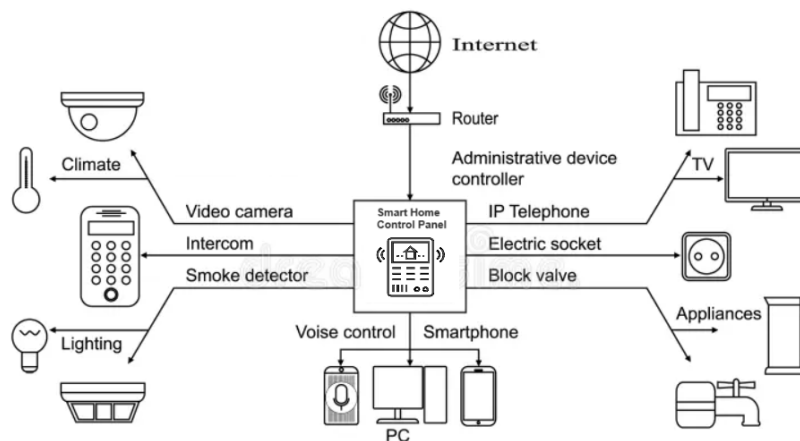 Internet
Router
Administrative device
controller
Climate
TV
Video camera
Smart Home
Control Panel
IP Telephone
Intercom
Electric socket
Smoke detector
Block valve
Appliances
Lighting
Voise control
Smartphone
PC